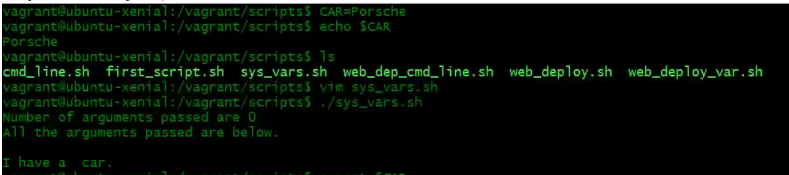 vagrant@ubuntu-xenial:/vagrant/scripts$ CAR=Porsche
vagrant@ubuntu-xenial:/vagrant/scripts$ echo $CAR
Porsche
vagrant@ubuntu-xenial:/vagrant/scripts$ ls
cmd_line.sh  first_script.sh  sys_vars.sh  web_dep_cmd_line.sh  web_deploy.sh  web_deploy_var.sh
vagrant@ubuntu-xenial:/vagrant/scripts$ vim sys_vars.sh
vagrant@ubuntu-xenial:/vagrant/scripts$ ./sys_vars.sh
Number of arguments passed are 0
All the arguments passed are below.
I have a  car.